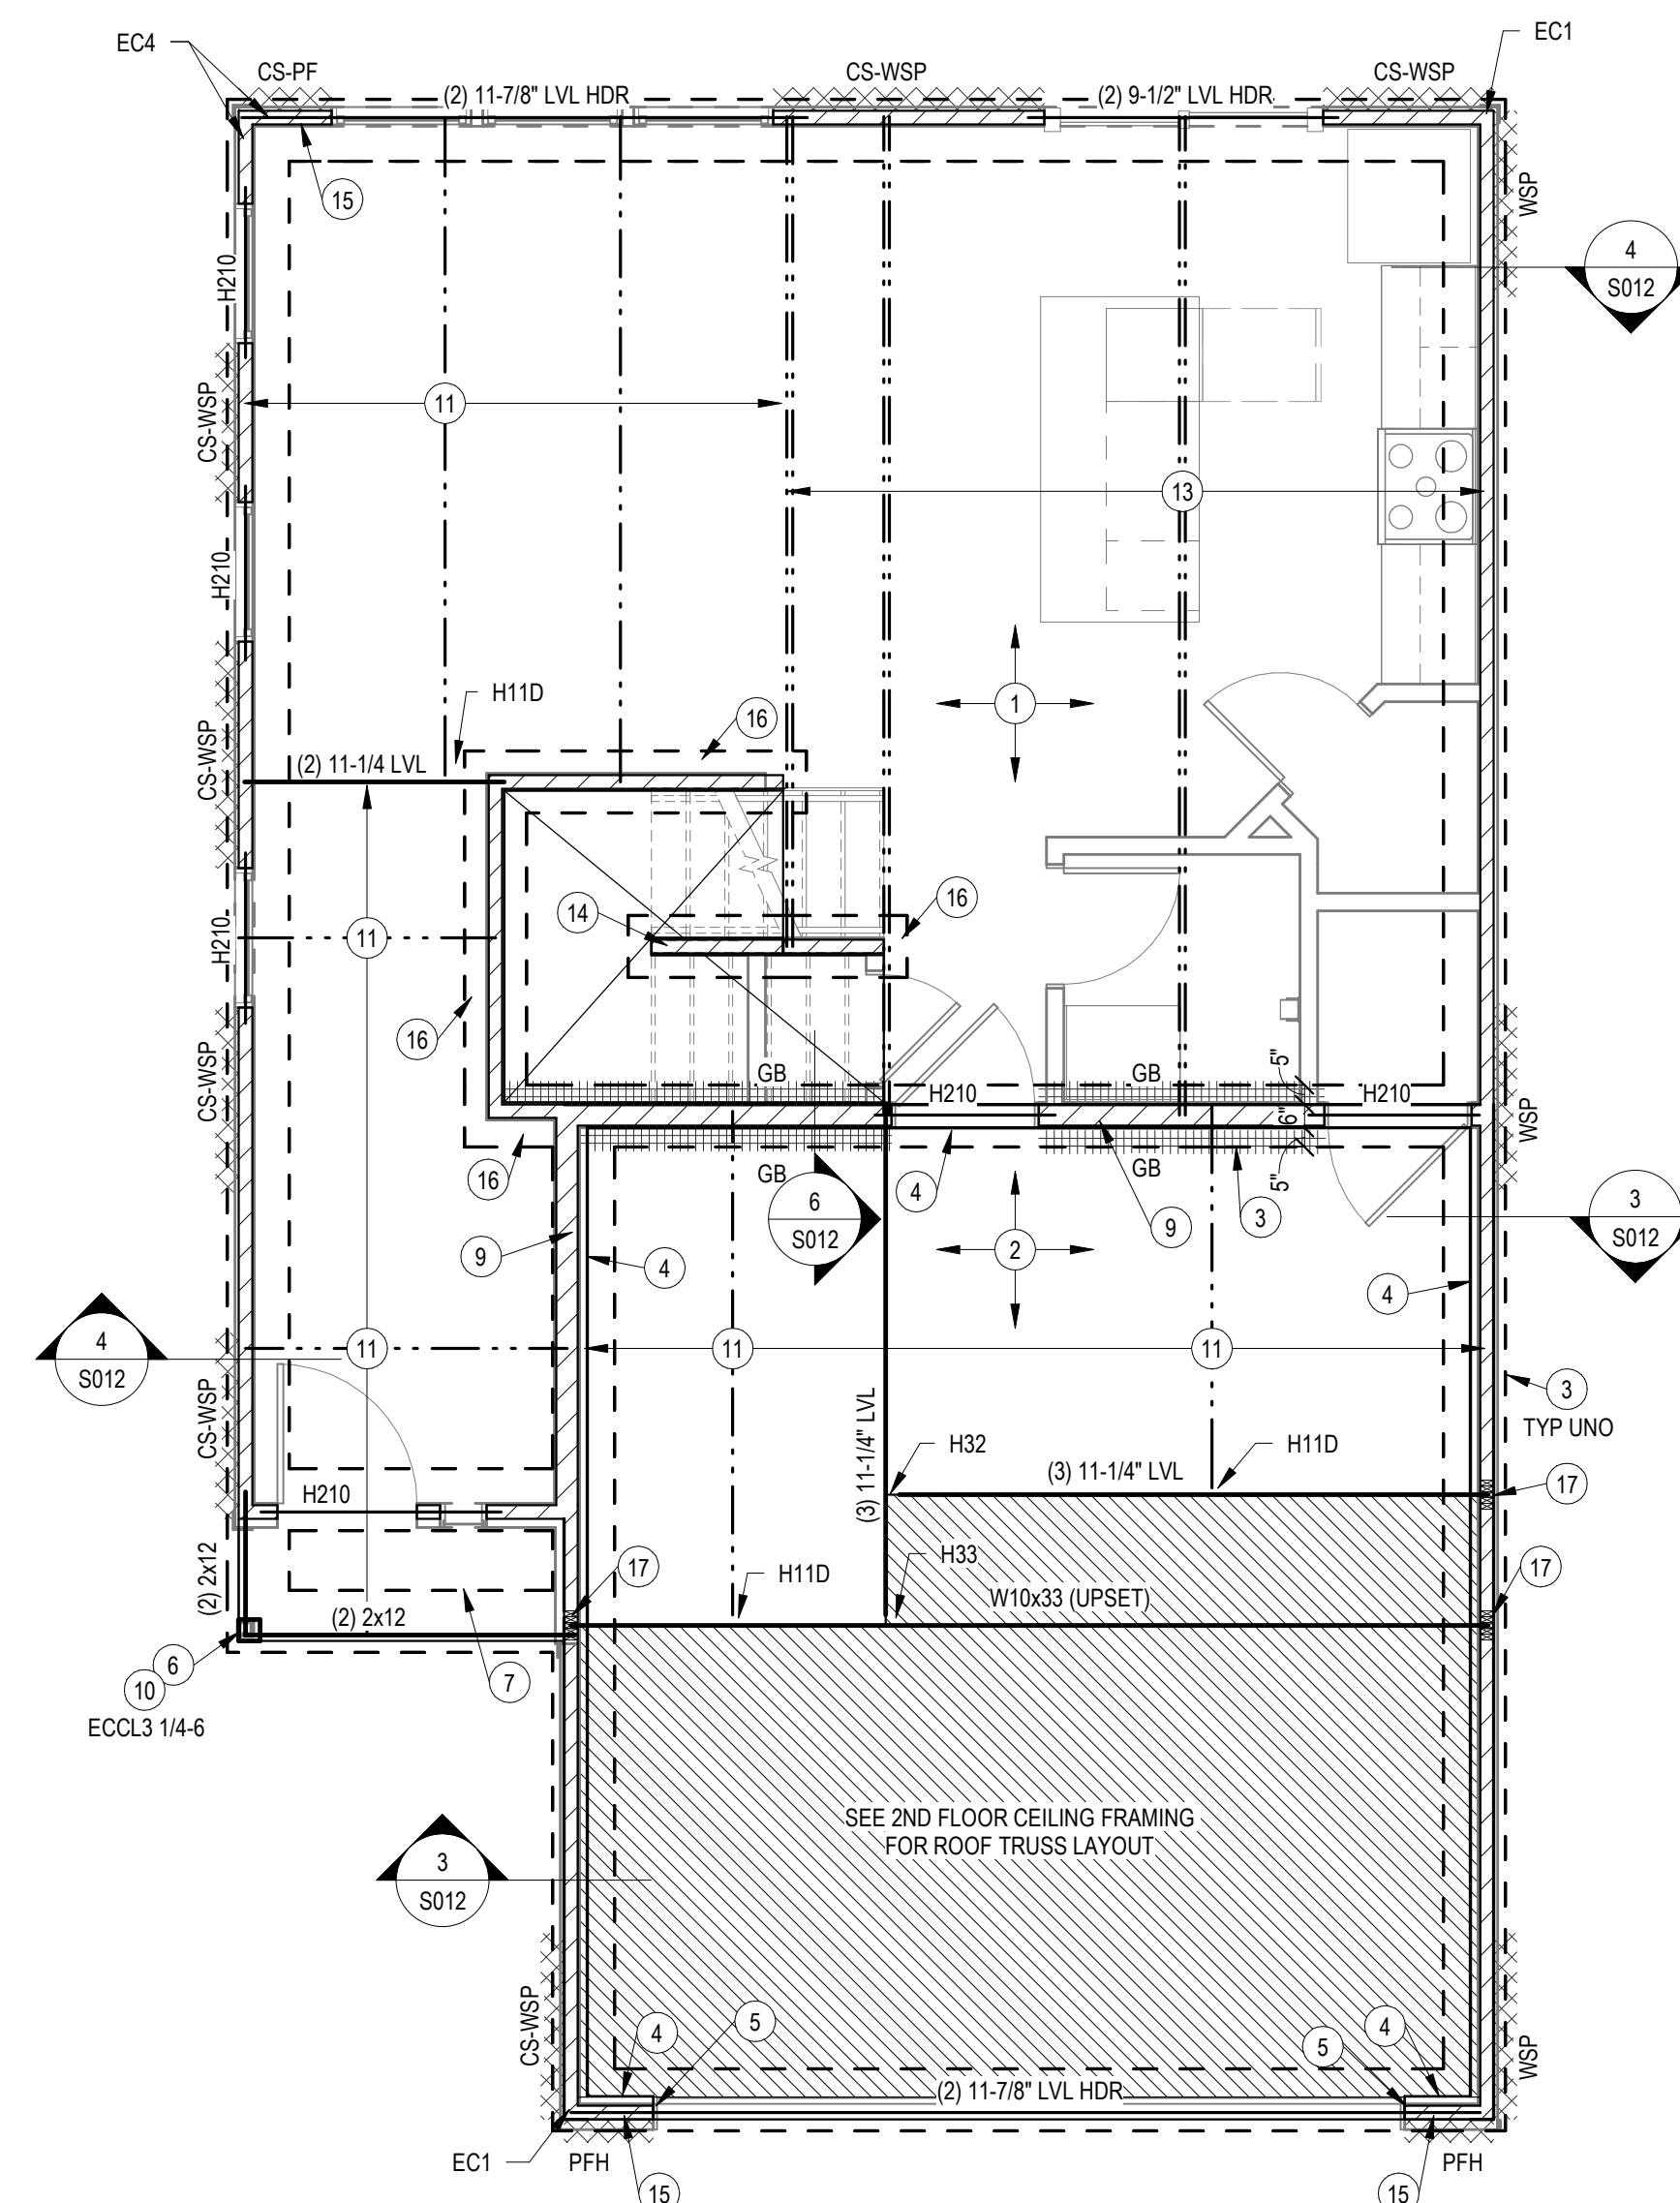 EC4
EC1
CS-PF
CS-WSP
CS-WSP
(2) 11-7/8" LVL HDR
(2) 9-1/2" LVL HDR
15
WSP
4
S012
H210
CS-WSP
11
13
H210
H11D
16
1
(2) 11-1/4 LVL
CS-WSP
14
16
11
H210
16
CS-WSP
GB
GB
5"
H210
H210
6"
WSP
GB
GB
5"
16
4
9
3
6
S012
3
S012
9
4
2
4
4
S012
11
11
11
3
TYP UNO
CS-WSP
(3) 11-1/4" LVL
H32
H11D
(3) 11-1/4" LVL
17
H210
H33
17
H11D
W10x33 (UPSET)
17
(2) 2x12
(2) 2x12
6
10
7
ECCL3 1/4-6
SEE 2ND FLOOR CEILING FRAMING
FOR ROOF TRUSS LAYOUT
3
S012
CS-WSP
4
5
5
4
WSP
(2) 11-7/8" LVL HDR
EC1
PFH
PFH
15
15